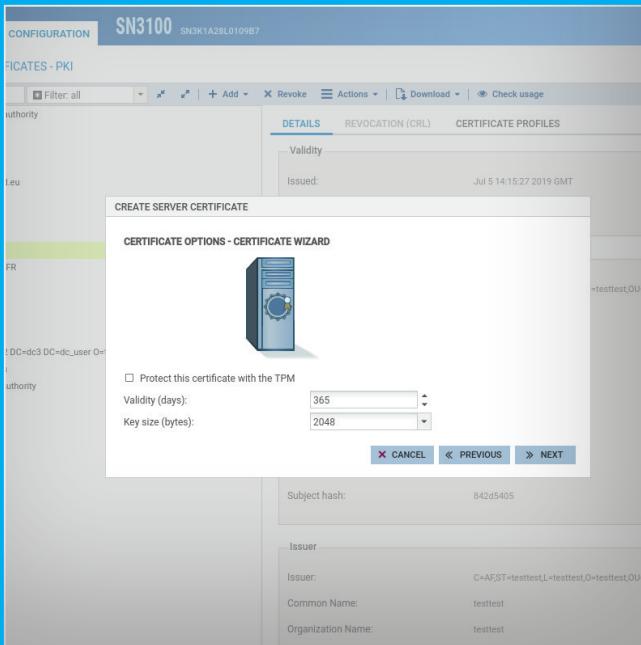 CONFIGURATION SN3100 SN3K1A28L0109B7
FICATES - PKI
Filter: all + Add Revoke Actions Download Check usage
authority
DETAILS REVOCATION (CRL) CERTIFICATE PROFILES
Validity
Issued: Jul 5 14:15:27 2019 GMT
d.eu
CREATE SERVER CERTIFICATE
CERTIFICATE OPTIONS - CERTIFICATE WIZARD
FR
=testtest,OU
2 DC=dc3 DC=dc_user O=
authority
Protect this certificate with the TPM
Validity (days): 365
Key size (bytes): 2048
CANCEL PREVIOUS NEXT
Subject hash: 842d5405
Issuer
Issuer: C=AF,ST=testtest,L=testtest,O=testtest,OU
Common Name: testtest
Organization Name: testtest